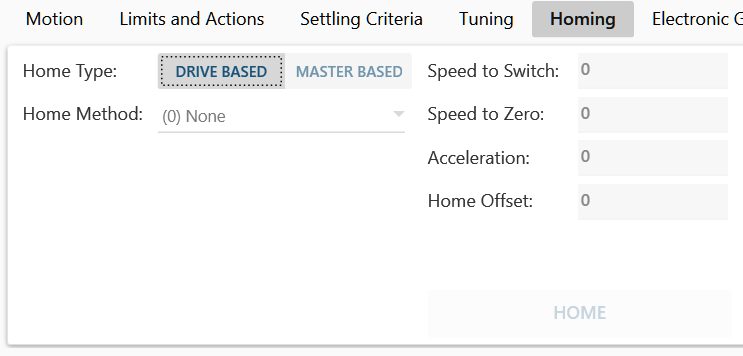 Motion Limits and Actions Settling Criteria Tuning Homing Electronic G
Home Type: DRIVE BASED MASTER BASED Speed to Switch: 0
Home Method: (0) None Speed to Zero: 0
Acceleration: 0
Home Offset: 0
HOME